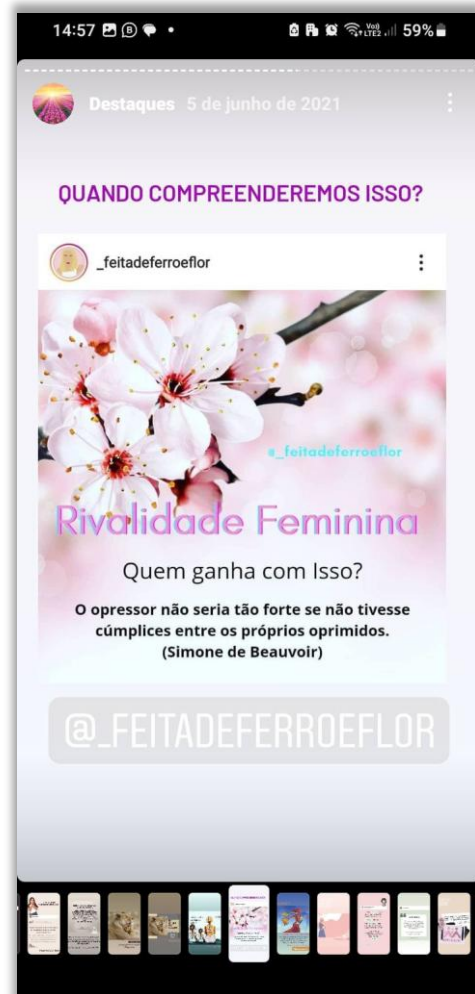 14:57
59%
Destaques 5 de junho de 2021
QUANDO COMPREENDEREMOS ISSO?
_feitadeferroeflor
@_feitadeferroeflor
Rivalidade Feminina
Quem ganha com Isso?
O opressor não seria tão forte se não tivesse
cúmplices entre os próprios oprimidos.
(Simone de Beauvoir)
@_FEITADEFERROEFLOR